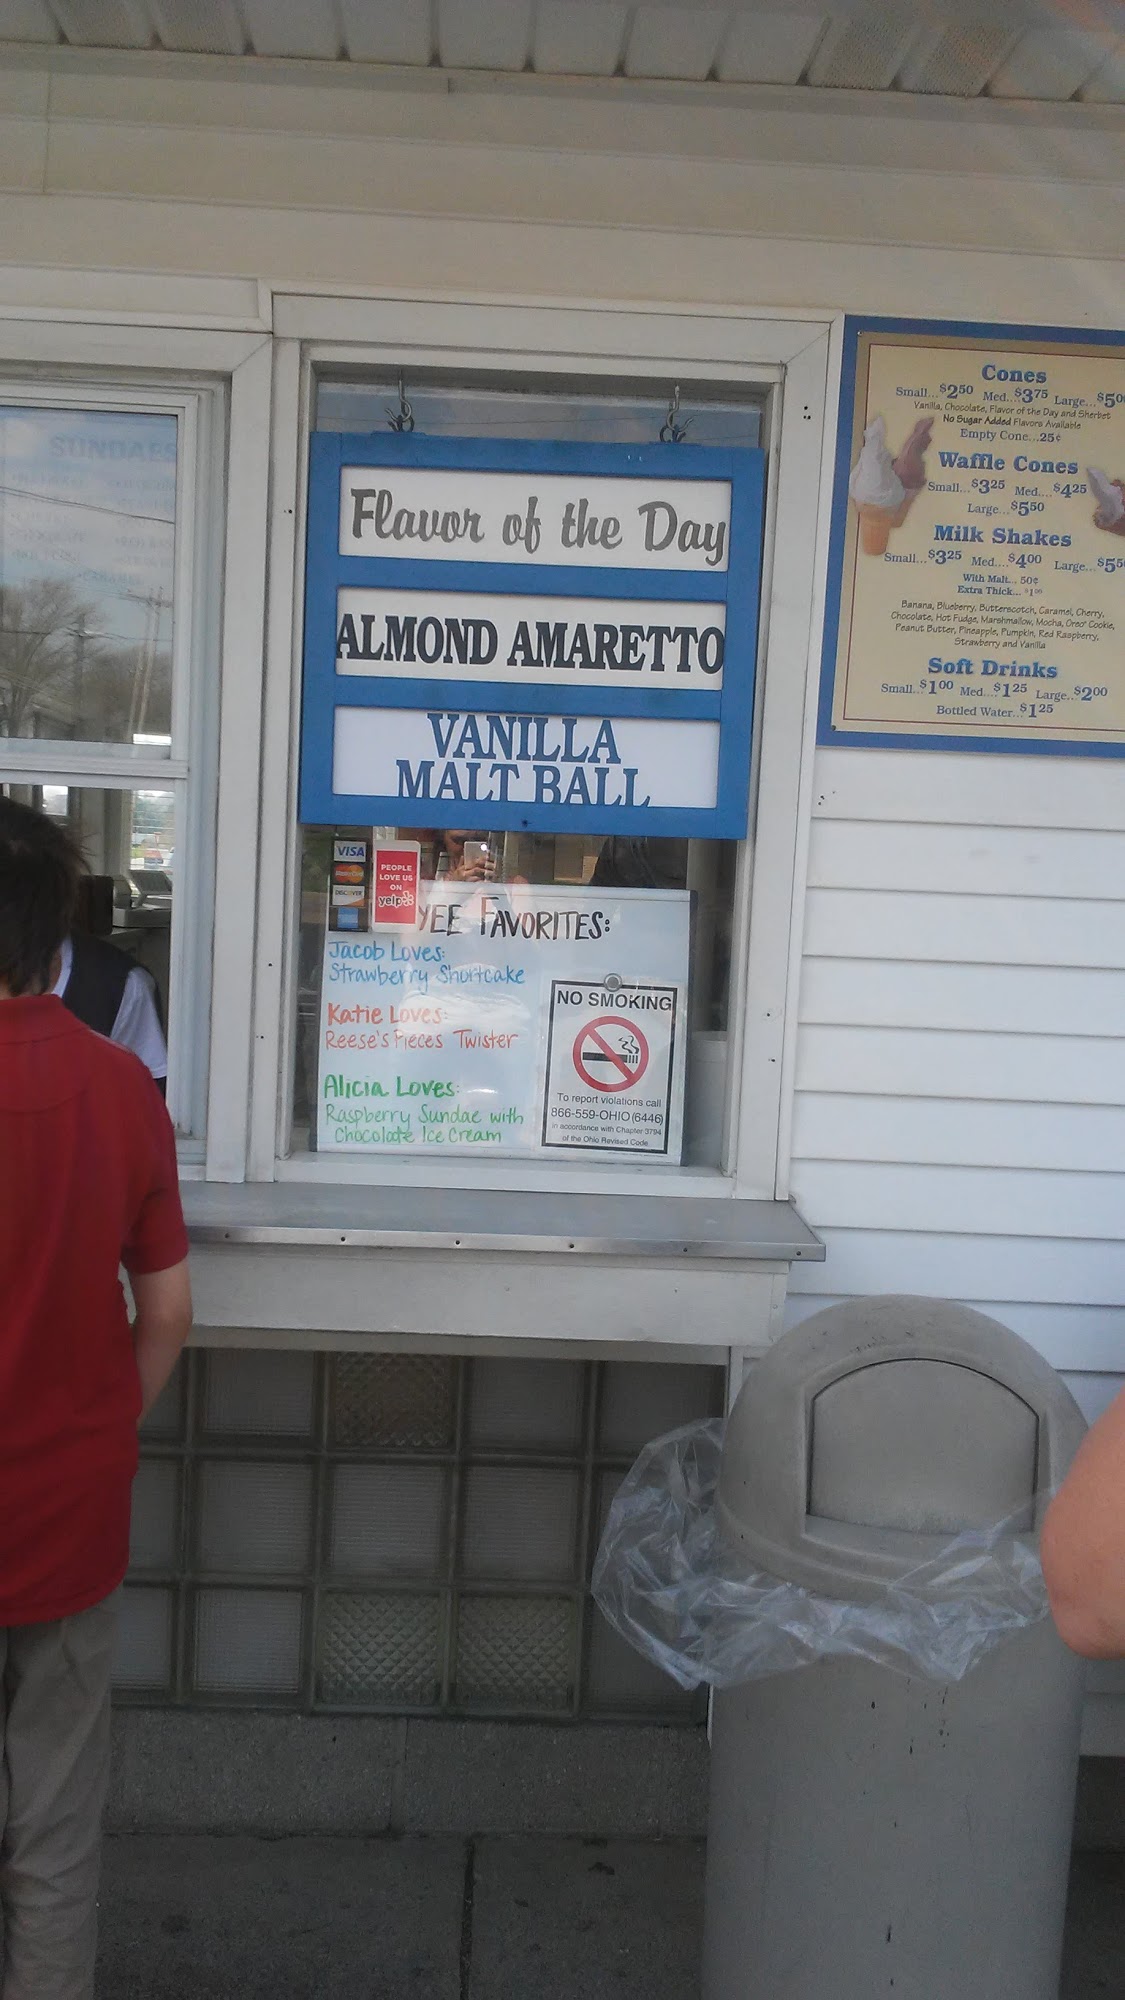 SUNDAES
Flavor of the Day
ALMOND AMARETTO
VANILLA
MALT BALL
VISA
MasterCard
DISCOVER
PEOPLE
LOVE US
ON
yelp
YEE FAVORITES:
Jacob Loves:
Strawberry Shortcake
Katie Loves:
Reese's Pieces Twister
Alicia Loves:
Raspberry Sundae with
Chocolate Ice Cream
NO SMOKING
To report violations call
866-559-OHIO (6446)
in accordance with Chapter 3794
of the Ohio Revised Code
Cones
Small...$2.50 Med...$3.75 Large...$5.0
Vanilla, Chocolate, Flavor of the Day and Sherbet
No Sugar Added Flavors Available
Empty Cone...25¢
Waffle Cones
Small...$3.25 Med....$4.25
Large...$5.50
Milk Shakes
Small...$3.25 Med....$4.00 Large...$5.5
With Malt... 50¢
Extra Thick... $1.00
Banana, Blueberry, Butterscotch, Caramel, Cherry,
Chocolate, Hot Fudge, Marshmallow, Mocha, Oreo® Cookie,
Peanut Butter, Pineapple, Pumpkin, Red Raspberry,
Strawberry and Vanilla
Soft Drinks
Small...$1.00 Med...$1.25 Large...$2.00
Bottled Water...$1.25